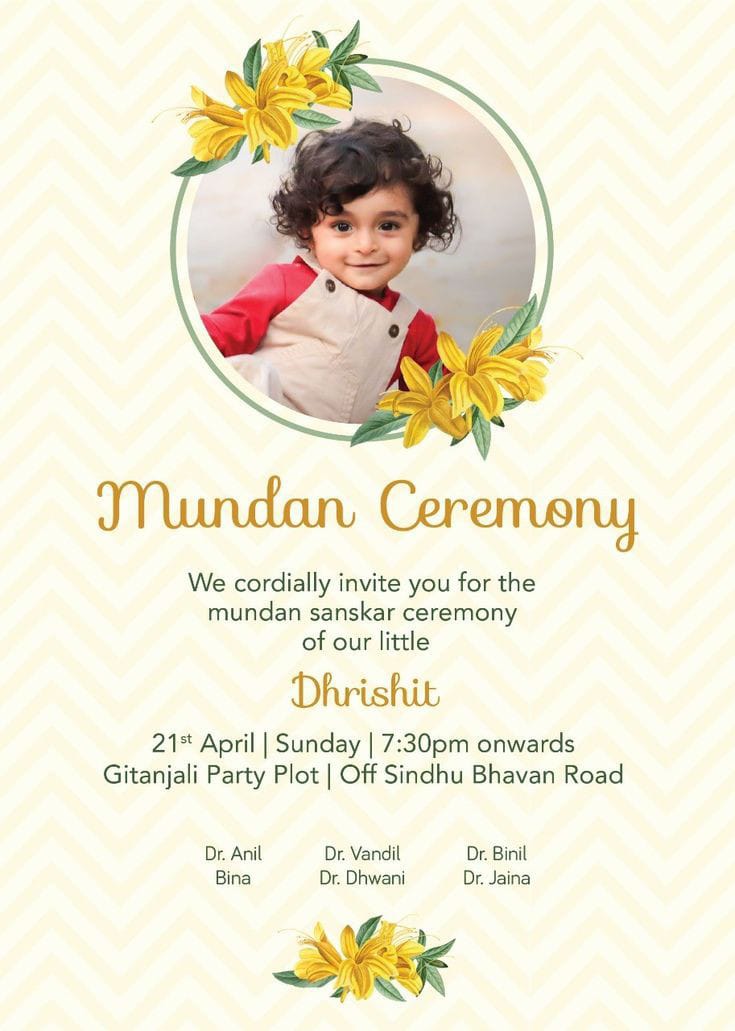 Mundan Ceremony
We cordially invite you for the
mundan sanskar ceremony
of our little
Dhrishit
21st April | Sunday | 7:30pm onwards
Gitanjali Party Plot | Off Sindhu Bhavan Road
Dr. Anil Dr. Vandil Dr. Binil
Bina Dr. Dhwani Dr. Jaina